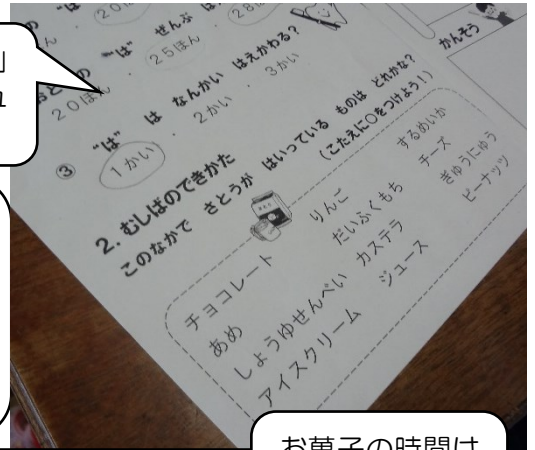 "は" ぜんぶ
20ほん ・ 25ほん
③ "は" は なんかい はえかわる？
1かい ・ 2かい ・ 3かい
2. むしばのできかた
このなかで さとうが はいっている ものは どれかな？
(こたえに○をつけよう！)
チョコレート りんご するめいか
あめ だいふくもち チーズ
しょうゆせんべい カステラ ぎゅうにゅう
アイスクリーム ジュース ピーナッツ
かんそう
お菓子の時間は